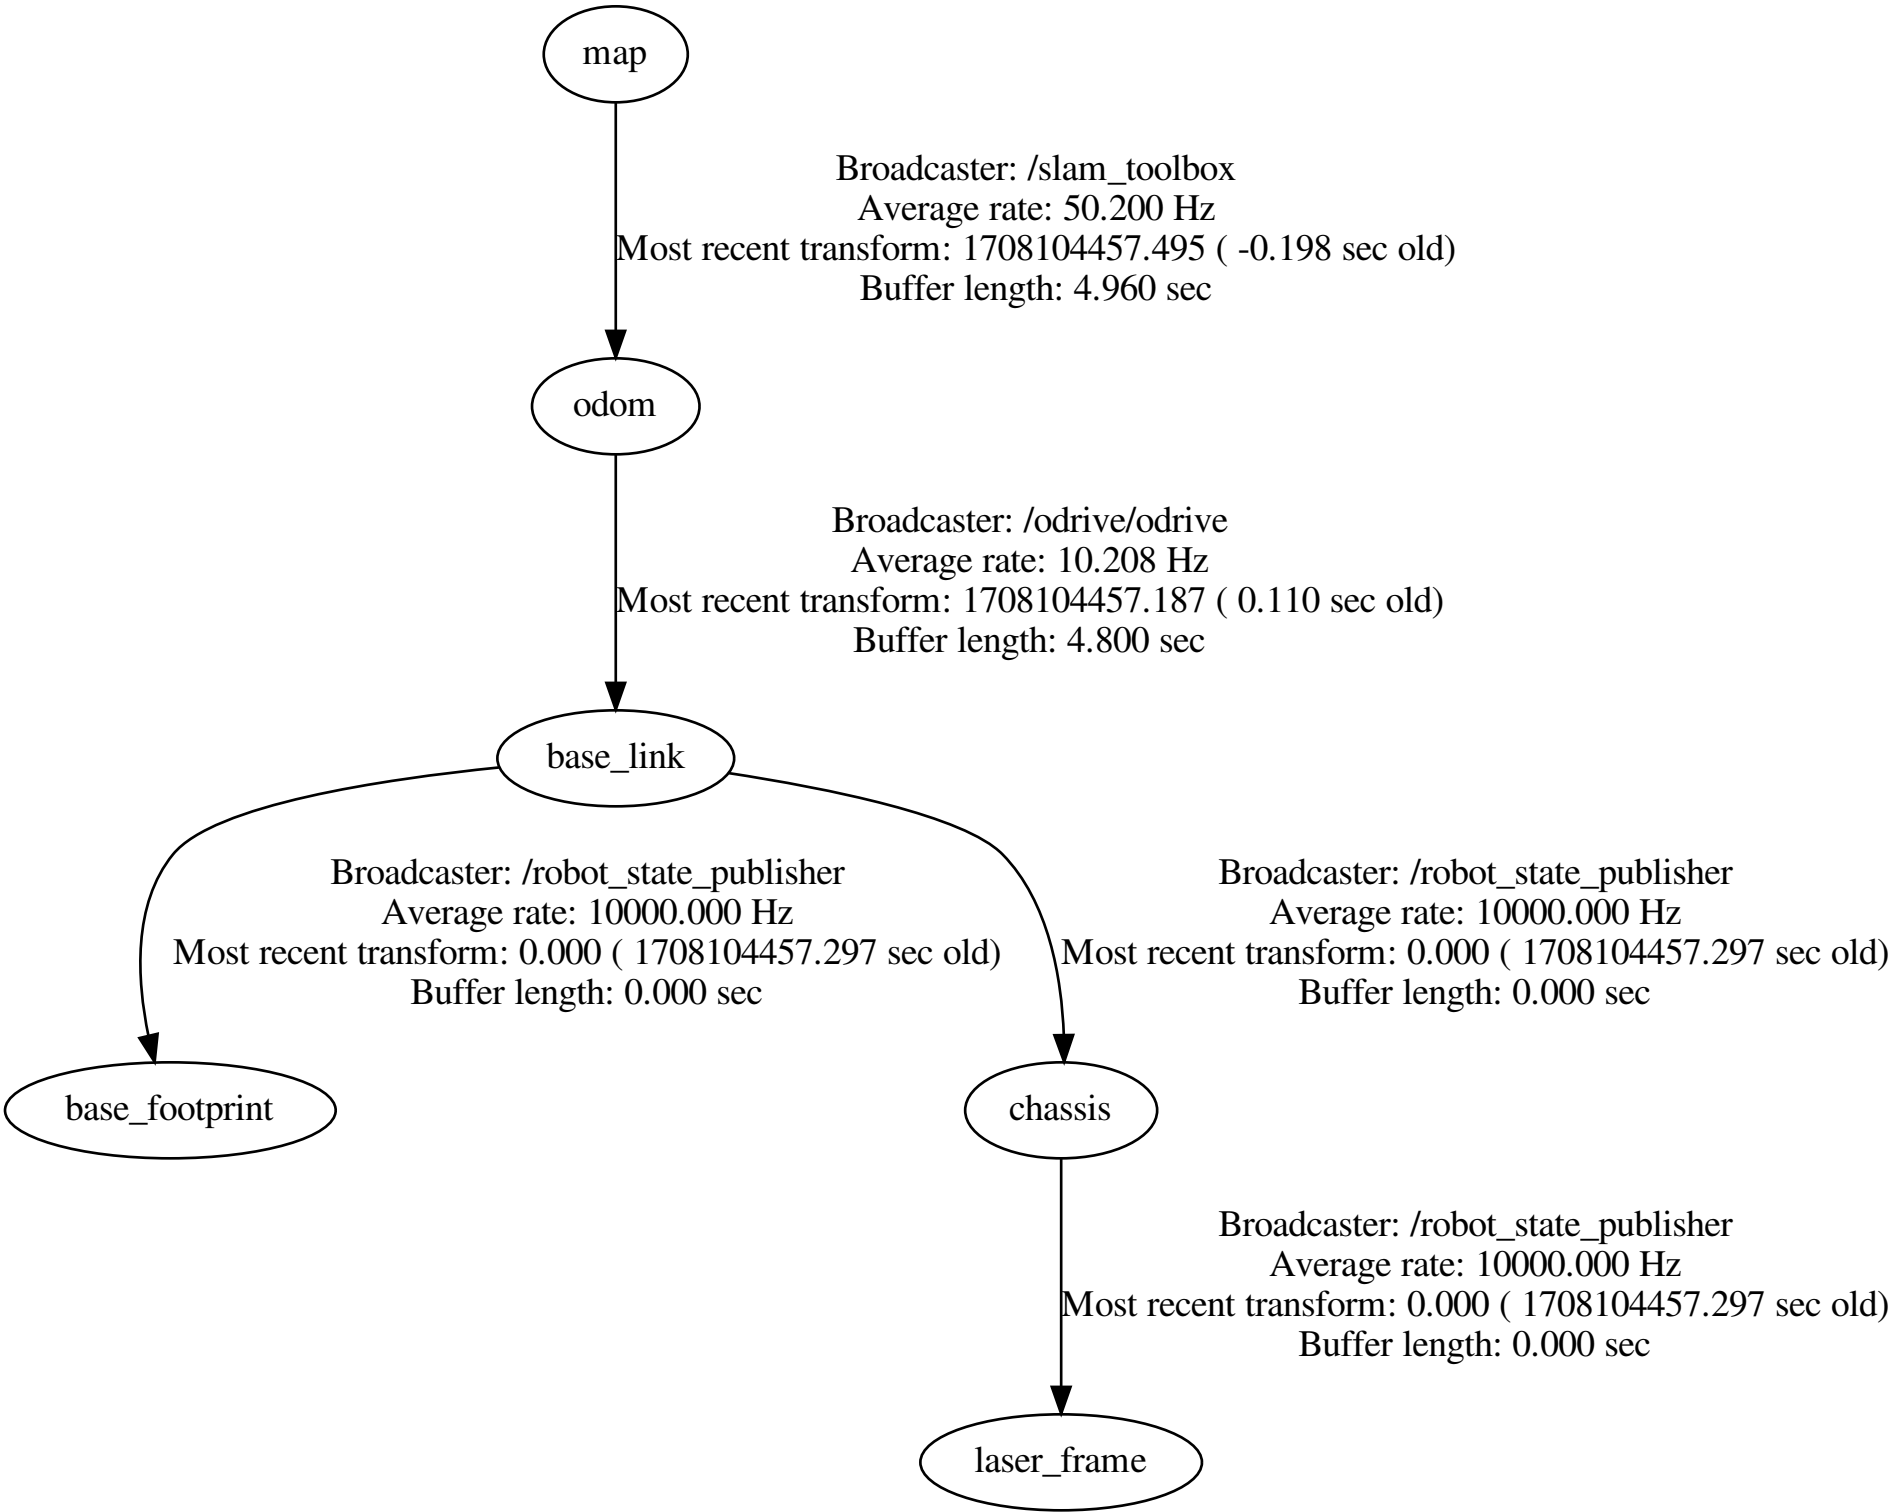 map
Broadcaster: /slam_toolbox
Average rate: 50.200 Hz
Most recent transform: 1708104457.495 ( -0.198 sec old)
Buffer length: 4.960 sec
odom
Broadcaster: /odrive/odrive
Average rate: 10.208 Hz
Most recent transform: 1708104457.187 ( 0.110 sec old)
Buffer length: 4.800 sec
base_link
Broadcaster: /robot_state_publisher
Average rate: 10000.000 Hz
Most recent transform: 0.000 ( 1708104457.297 sec old)
Buffer length: 0.000 sec
Broadcaster: /robot_state_publisher
Average rate: 10000.000 Hz
Most recent transform: 0.000 ( 1708104457.297 sec old)
Buffer length: 0.000 sec
base_footprint
chassis
Broadcaster: /robot_state_publisher
Average rate: 10000.000 Hz
Most recent transform: 0.000 ( 1708104457.297 sec old)
Buffer length: 0.000 sec
laser_frame